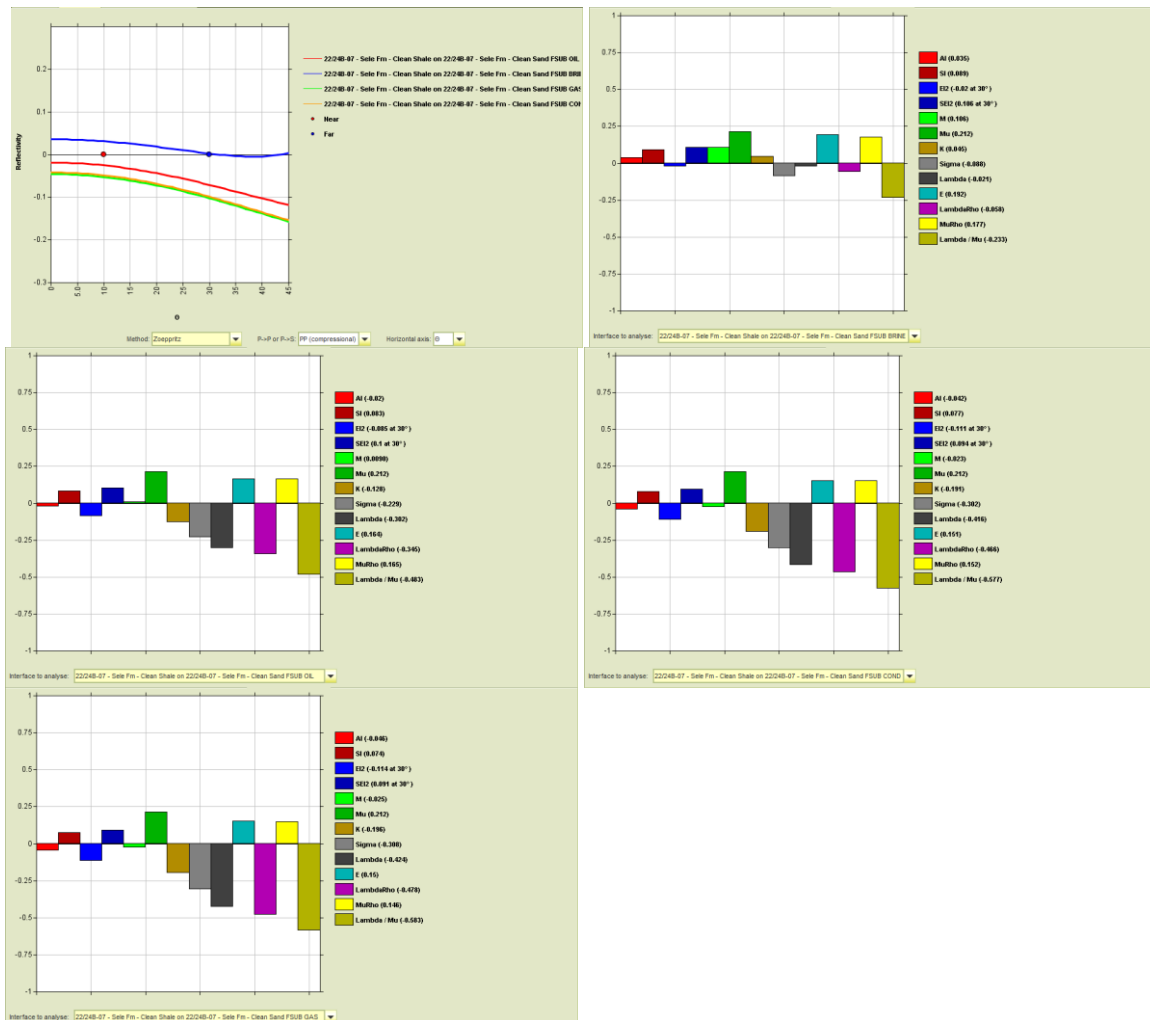 0.2
0.1
0
-0.1
-0.2
-0.3
Reflectivity
0
5.0
10
15
20
25
30
35
40
45
Θ
22/24B-07 - Sele Fm - Clean Shale on 22/24B-07 - Sele Fm - Clean Sand FSUB OIL
22/24B-07 - Sele Fm - Clean Shale on 22/24B-07 - Sele Fm - Clean Sand FSUB BRI
22/24B-07 - Sele Fm - Clean Shale on 22/24B-07 - Sele Fm - Clean Sand FSUB GAS
22/24B-07 - Sele Fm - Clean Shale on 22/24B-07 - Sele Fm - Clean Sand FSUB CO
Near
Far
Method: Zoeppritz P->P or P->S: PP (compressional) Horizontal axis: Θ
1
0.75
0.5
0.25
0
-0.25
-0.5
-0.75
-1
AI (0.035)
SI (0.089)
EI2 (-0.02 at 30°)
SEI2 (0.106 at 30°)
M (0.106)
Mu (0.212)
K (0.045)
Sigma (-0.088)
Lambda (-0.021)
E (0.192)
LambdaRho (-0.058)
MuRho (0.177)
Lambda / Mu (-0.233)
Interface to analyse: 22/24B-07 - Sele Fm - Clean Shale on 22/24B-07 - Sele Fm - Clean Sand FSUB BRINE
1
0.75
0.5
0.25
0
-0.25
-0.5
-0.75
-1
AI (-0.02)
SI (0.083)
EI2 (-0.085 at 30°)
SEI2 (0.1 at 30°)
M (0.0090)
Mu (0.212)
K (-0.128)
Sigma (-0.229)
Lambda (-0.302)
E (0.164)
LambdaRho (-0.345)
MuRho (0.165)
Lambda / Mu (-0.483)
Interface to analyse: 22/24B-07 - Sele Fm - Clean Shale on 22/24B-07 - Sele Fm - Clean Sand FSUB OIL
1
0.75
0.5
0.25
0
-0.25
-0.5
-0.75
-1
AI (-0.042)
SI (0.077)
EI2 (-0.111 at 30°)
SEI2 (0.094 at 30°)
M (-0.023)
Mu (0.212)
K (-0.191)
Sigma (-0.302)
Lambda (-0.416)
E (0.151)
LambdaRho (-0.466)
MuRho (0.152)
Lambda / Mu (-0.577)
Interface to analyse: 22/24B-07 - Sele Fm - Clean Shale on 22/24B-07 - Sele Fm - Clean Sand FSUB COND
1
0.75
0.5
0.25
0
-0.25
-0.5
-0.75
-1
AI (-0.046)
SI (0.074)
EI2 (-0.114 at 30°)
SEI2 (0.091 at 30°)
M (-0.025)
Mu (0.212)
K (-0.196)
Sigma (-0.308)
Lambda (-0.424)
E (0.15)
LambdaRho (-0.478)
MuRho (0.146)
Lambda / Mu (-0.583)
Interface to analyse: 22/24B-07 - Sele Fm - Clean Shale on 22/24B-07 - Sele Fm - Clean Sand FSUB GAS